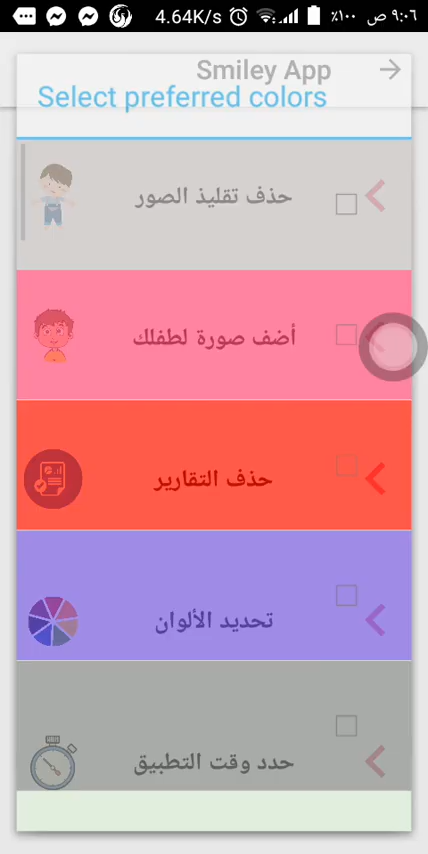 4.64K/s ٪١٠٠ ٩:٠٦ ص
Smiley App
Select preferred colors
حذف تقليذ الصور
أضف صورة لطفلك
حذف التقارير
تحديد الألوان
حدد وقت التطبيق